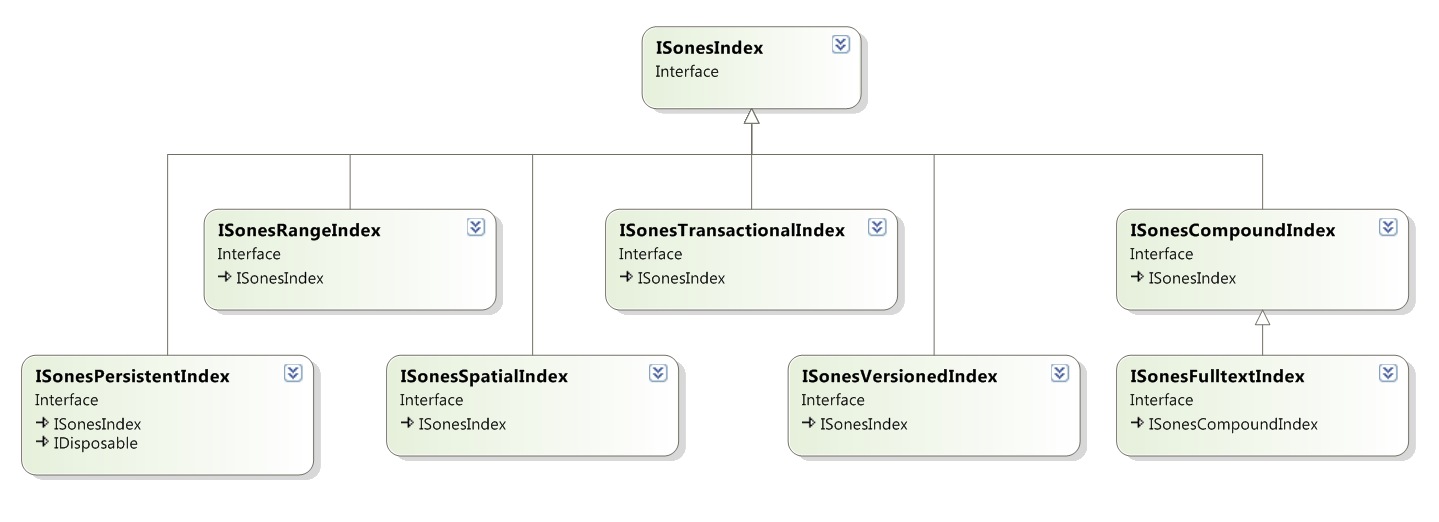 ISonesIndex
Interface
ISonesRangeIndex
Interface
ISonesIndex
ISonesTransactionalIndex
Interface
ISonesIndex
ISonesCompoundIndex
Interface
ISonesIndex
ISonesPersistentIndex
Interface
ISonesIndex
IDisposable
ISonesSpatialIndex
Interface
ISonesIndex
ISonesVersionedIndex
Interface
ISonesIndex
ISonesFulltextIndex
Interface
ISonesCompoundIndex